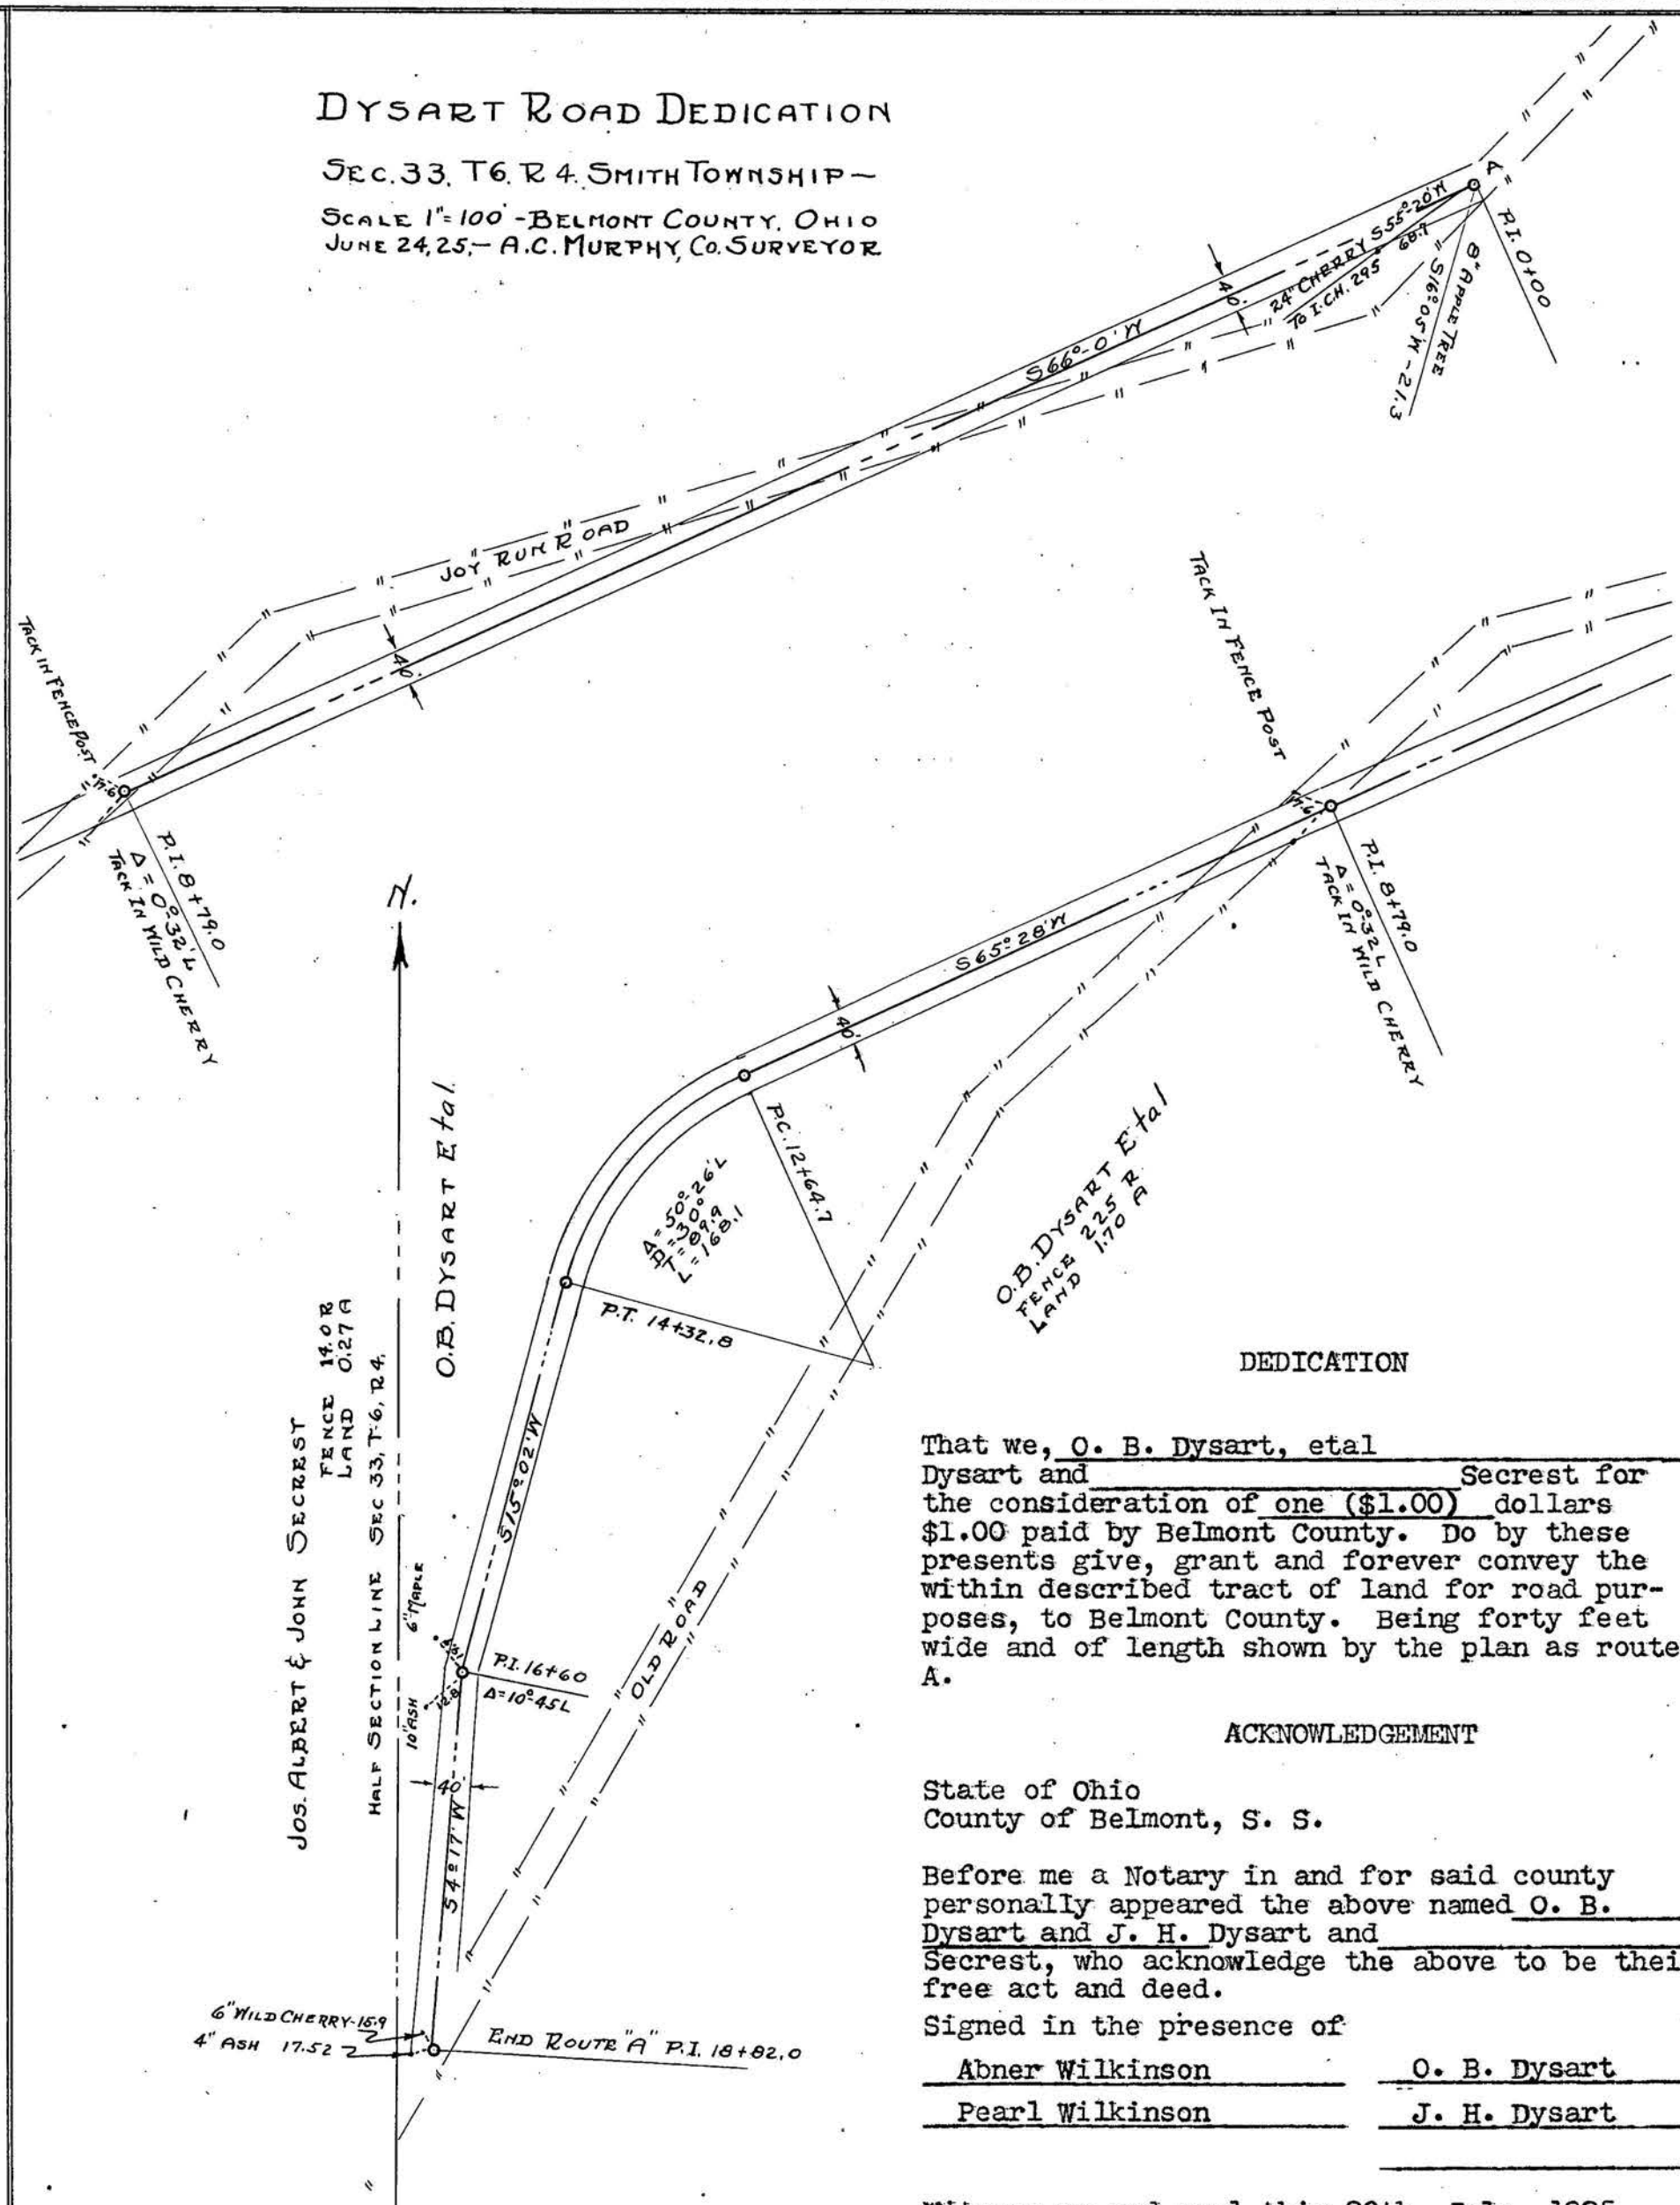 DYSART ROAD DEDICATION
SEC. 33. T6. R 4. SMITH TOWNSHIP —
SCALE 1"= 100' - BELMONT COUNTY. OHIO
JUNE 24, 25, — A.C. MURPHY, CO. SURVEYOR
A
P.I. 0+00
8" APPLE TREE
S16°05'W - 21.3
24" CHERRY S55°-20'W
68.7
TO I.C.H. 295
40'
S66°-0'W
JOY RUN ROAD
40'
TACK IN FENCE POST
17.6
P.I. 8+79.0
Δ = 0°-32' L
TACK IN WILD CHERRY
TACK IN FENCE POST
17.6
P.I. 8+79.0
Δ = 0°-32' L
TACK IN WILD CHERRY
N.
S 65° 28' W
40'
P.C. 12+64.7
Δ = 50°-26' L
D = 30°
T = 89.9
L = 168.1
P.T. 14+32.8
O.B. DYSART Etal.
O.B. DYSART Etal
FENCE 225 R.
LAND 1.70 A
JOS. ALBERT & JOHN SECREST
FENCE 14.0 R
LAND 0.27 A
HALF SECTION LINE SEC 33, T-6, R 4.
S15°02'W
6" MAPLE
10" ASH
12.8
P.I. 16+60
Δ=10°-45 L
40'
S4°17'W
OLD ROAD
6" WILD CHERRY-15.9
4" ASH 17.52
END ROUTE "A" P.I. 18+82.0
DEDICATION
That we, O. B. Dysart, etal
Dysart and Secrest for
the consideration of one ($1.00) dollars
$1.00 paid by Belmont County. Do by these
presents give, grant and forever convey the
within described tract of land for road pur-
poses, to Belmont County. Being forty feet
wide and of length shown by the plan as route
A.
ACKNOWLEDGEMENT
State of Ohio
County of Belmont, S. S.
Before me a Notary in and for said county
personally appeared the above named O. B.
Dysart and J. H. Dysart and
Secrest, who acknowledge the above to be thei
free act and deed.
Signed in the presence of
Abner Wilkinson O. B. Dysart
Pearl Wilkinson J. H. Dysart